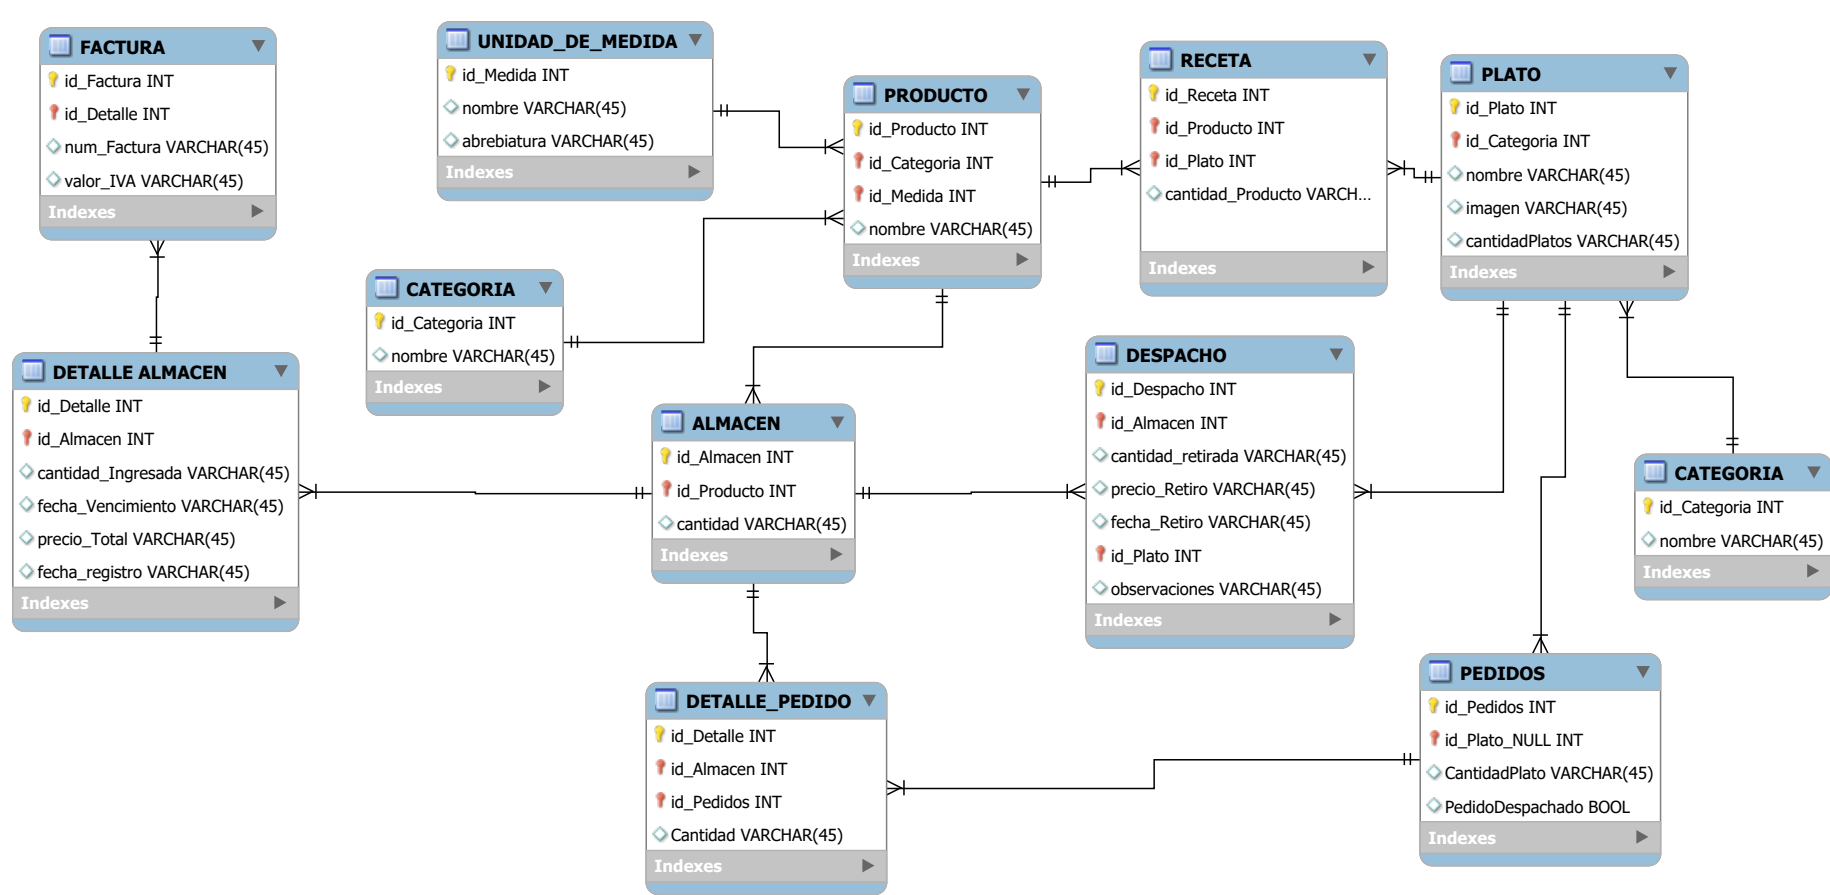 FACTURA
id_Factura INT
id_Detalle INT
num_Factura VARCHAR(45)
valor_IVA VARCHAR(45)
Indexes
UNIDAD_DE_MEDIDA
id_Medida INT
nombre VARCHAR(45)
abrebiatura VARCHAR(45)
Indexes
PRODUCTO
id_Producto INT
id_Categoria INT
id_Medida INT
nombre VARCHAR(45)
Indexes
RECETA
id_Receta INT
id_Producto INT
id_Plato INT
cantidad_Producto VARCH...
Indexes
PLATO
id_Plato INT
id_Categoria INT
nombre VARCHAR(45)
imagen VARCHAR(45)
cantidadPlatos VARCHAR(45)
Indexes
CATEGORIA
id_Categoria INT
nombre VARCHAR(45)
Indexes
DETALLE ALMACEN
id_Detalle INT
id_Almacen INT
cantidad_Ingresada VARCHAR(45)
fecha_Vencimiento VARCHAR(45)
precio_Total VARCHAR(45)
fecha_registro VARCHAR(45)
Indexes
ALMACEN
id_Almacen INT
id_Producto INT
cantidad VARCHAR(45)
Indexes
DESPACHO
id_Despacho INT
id_Almacen INT
cantidad_retirada VARCHAR(45)
precio_Retiro VARCHAR(45)
fecha_Retiro VARCHAR(45)
id_Plato INT
observaciones VARCHAR(45)
Indexes
CATEGORIA
id_Categoria INT
nombre VARCHAR(45)
Indexes
DETALLE_PEDIDO
id_Detalle INT
id_Almacen INT
id_Pedidos INT
Cantidad VARCHAR(45)
Indexes
PEDIDOS
id_Pedidos INT
id_Plato_NULL INT
CantidadPlato VARCHAR(45)
PedidoDespachado BOOL
Indexes